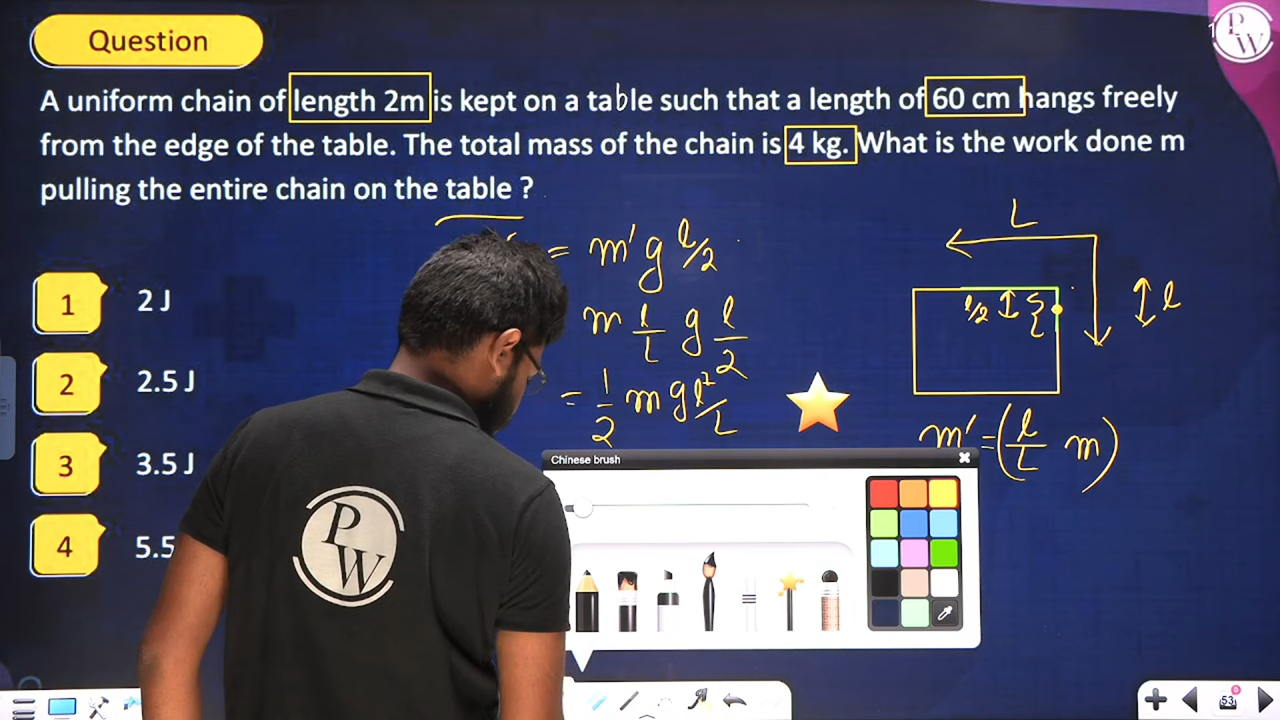 Question
A uniform chain of length 2m is kept on a table such that a length of 60 cm hangs freely
from the edge of the table. The total mass of the chain is 4 kg. What is the work done m
pulling the entire chain on the table ?
1 2 J
2 2.5 J
3 3.5 J
4 5.5
= m' g l/2
m l/L g l/2
= 1/2 m g l²/L
L
l/2
l
m' = (l/L m)
Chinese brush
PW
PW
53